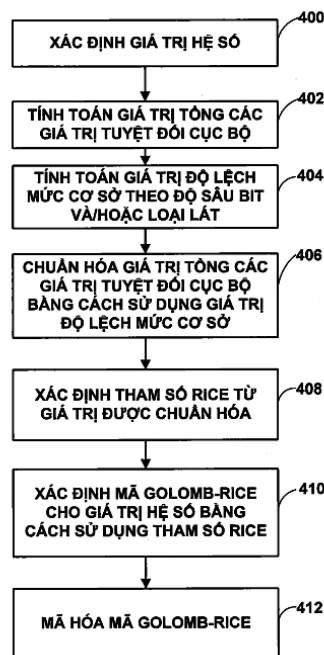 400
XÁC ĐỊNH GIÁ TRỊ HỆ SỐ
402
TÍNH TOÁN GIÁ TRỊ TỔNG CÁC
GIÁ TRỊ TUYỆT ĐỐI CỤC BỘ
404
TÍNH TOÁN GIÁ TRỊ ĐỘ LỆCH
MỨC CƠ SỞ THEO ĐỘ SÂU BIT
VÀ/HOẶC LOẠI LÁT
406
CHUẨN HÓA GIÁ TRỊ TỔNG CÁC
GIÁ TRỊ TUYỆT ĐỐI CỤC BỘ
BẰNG CÁCH SỬ DỤNG GIÁ TRỊ
ĐỘ LỆCH MỨC CƠ SỞ
408
XÁC ĐỊNH THAM SỐ RICE TỪ
GIÁ TRỊ ĐƯỢC CHUẨN HÓA
410
XÁC ĐỊNH MÃ GOLOMB-RICE
CHO GIÁ TRỊ HỆ SỐ BẰNG
CÁCH SỬ DỤNG THAM SỐ RICE
412
MÃ HÓA MÃ GOLOMB-RICE